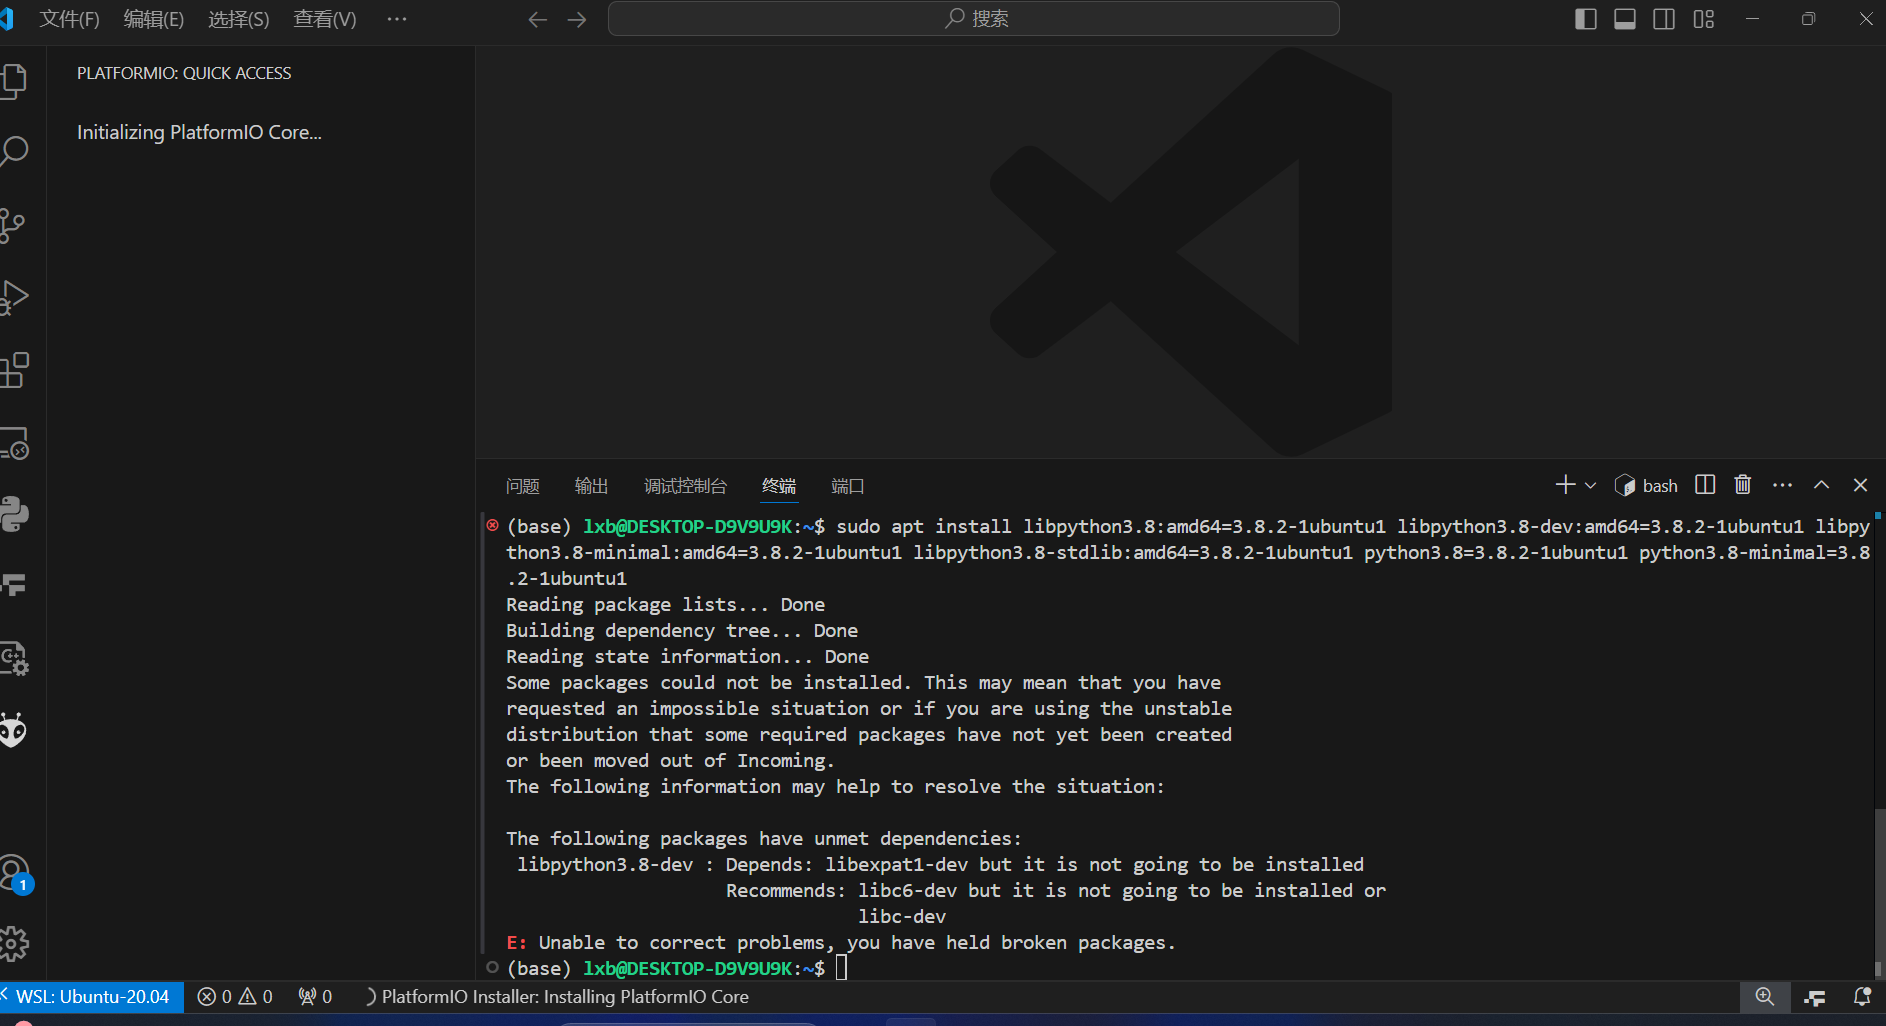 文件(F) 编辑(E) 选择(S) 查看(V) ···
搜索
PLATFORMIO: QUICK ACCESS
Initializing PlatformIO Core...
问题 输出 调试控制台 终端 端口
bash
(base) lxb@DESKTOP-D9V9U9K:~$ sudo apt install libpython3.8:amd64=3.8.2-1ubuntu1 libpython3.8-dev:amd64=3.8.2-1ubuntu1 libpy
thon3.8-minimal:amd64=3.8.2-1ubuntu1 libpython3.8-stdlib:amd64=3.8.2-1ubuntu1 python3.8=3.8.2-1ubuntu1 python3.8-minimal=3.8
.2-1ubuntu1
Reading package lists... Done
Building dependency tree... Done
Reading state information... Done
Some packages could not be installed. This may mean that you have
requested an impossible situation or if you are using the unstable
distribution that some required packages have not yet been created
or been moved out of Incoming.
The following information may help to resolve the situation:
The following packages have unmet dependencies:
libpython3.8-dev : Depends: libexpat1-dev but it is not going to be installed
Recommends: libc6-dev but it is not going to be installed or
libc-dev
E: Unable to correct problems, you have held broken packages.
(base) lxb@DESKTOP-D9V9U9K:~$
1
WSL: Ubuntu-20.04 0 0 0 PlatformIO Installer: Installing PlatformIO Core